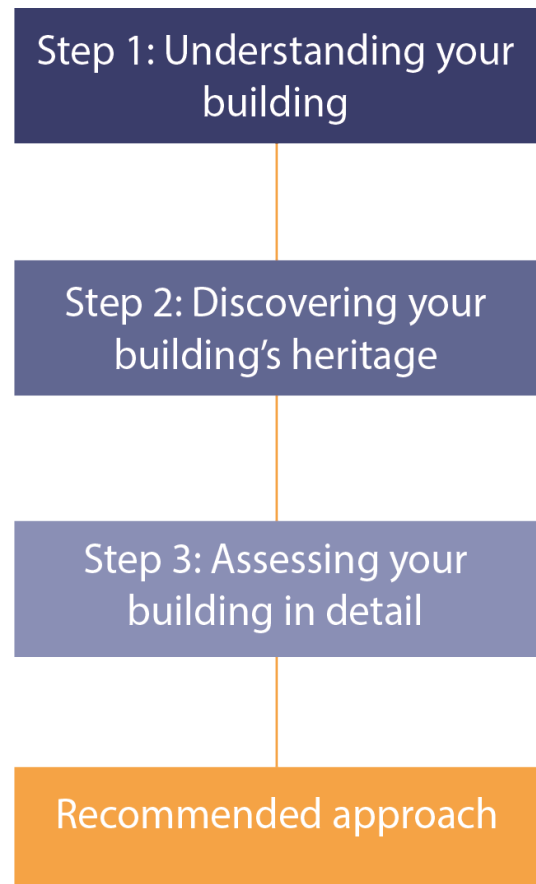 Step 1: Understanding your
building
Step 2: Discovering your
building’s heritage
Step 3: Assessing your
building in detail
Recommended approach